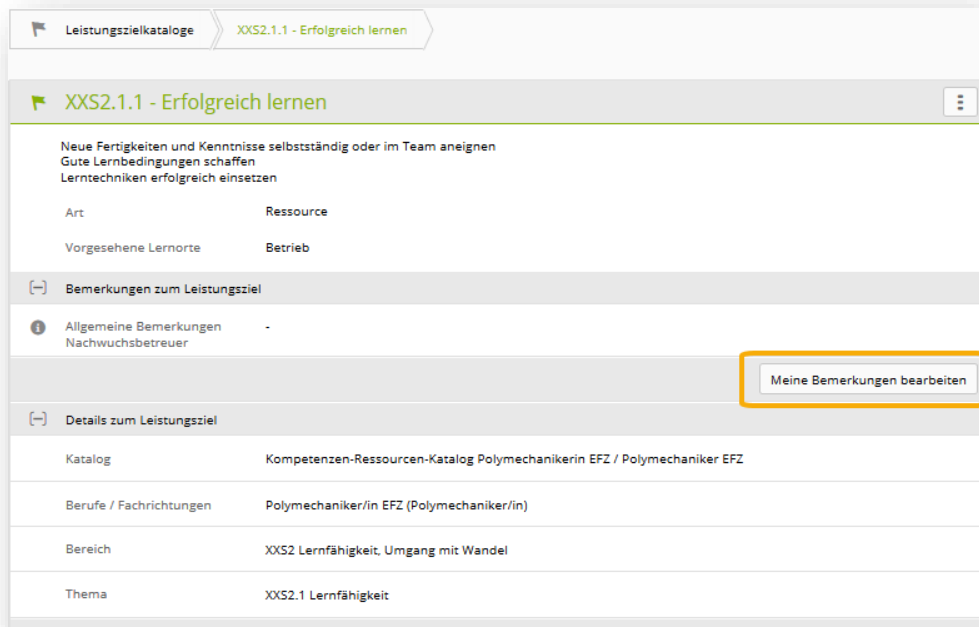 Leistungszielkataloge
XXS2.1.1 - Erfolgreich lernen
XXS2.1.1 - Erfolgreich lernen
Neue Fertigkeiten und Kenntnisse selbstständig oder im Team aneignen
Gute Lernbedingungen schaffen
Lerntechniken erfolgreich einsetzen
Art
Ressource
Vorgesehene Lernorte
Betrieb
Bemerkungen zum Leistungsziel
Allgemeine Bemerkungen
Nachwuchsbetreuer
-
Meine Bemerkungen bearbeiten
Details zum Leistungsziel
Katalog
Kompetenzen-Ressourcen-Katalog Polymechanikerin EFZ / Polymechaniker EFZ
Berufe / Fachrichtungen
Polymechaniker/in EFZ (Polymechaniker/in)
Bereich
XXS2 Lernfähigkeit, Umgang mit Wandel
Thema
XXS2.1 Lernfähigkeit